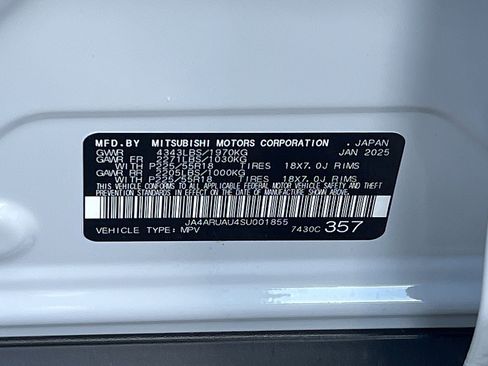 MFD.BY MITSUBISHI MOTORS CORPORATION . JAPAN
GVWR 4343LBS/1970KG JAN 2025
GAWR FR 2271LBS/1030KG
WITH P225/55R18 TIRES 18X7.0J RIMS
GAWR RR 2205LBS/1000KG
WITH P225/55R18 TIRES 18X7.0J RIMS
THIS VEHICLE CONFORMS TO ALL APPLICABLE FEDERAL MOTOR VEHICLE SAFETY AND THEFT PREVENTION STANDARDS IN EFFECT ON THE DATE OF MANUFACTURE SHOWN ABOVE.
JA4ARUAU4SU001855
VEHICLE TYPE: MPV 7430C 357